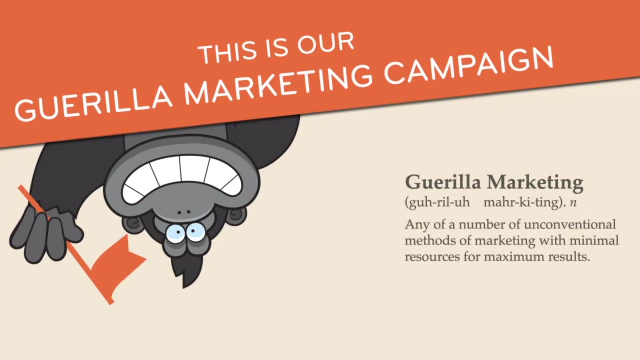 THIS IS OUR
GUERILLA MARKETING CAMPAIGN
Guerilla Marketing
(guh-ril-uh mahr-ki-ting). n
Any of a number of unconventional
methods of marketing with minimal
resources for maximum results.